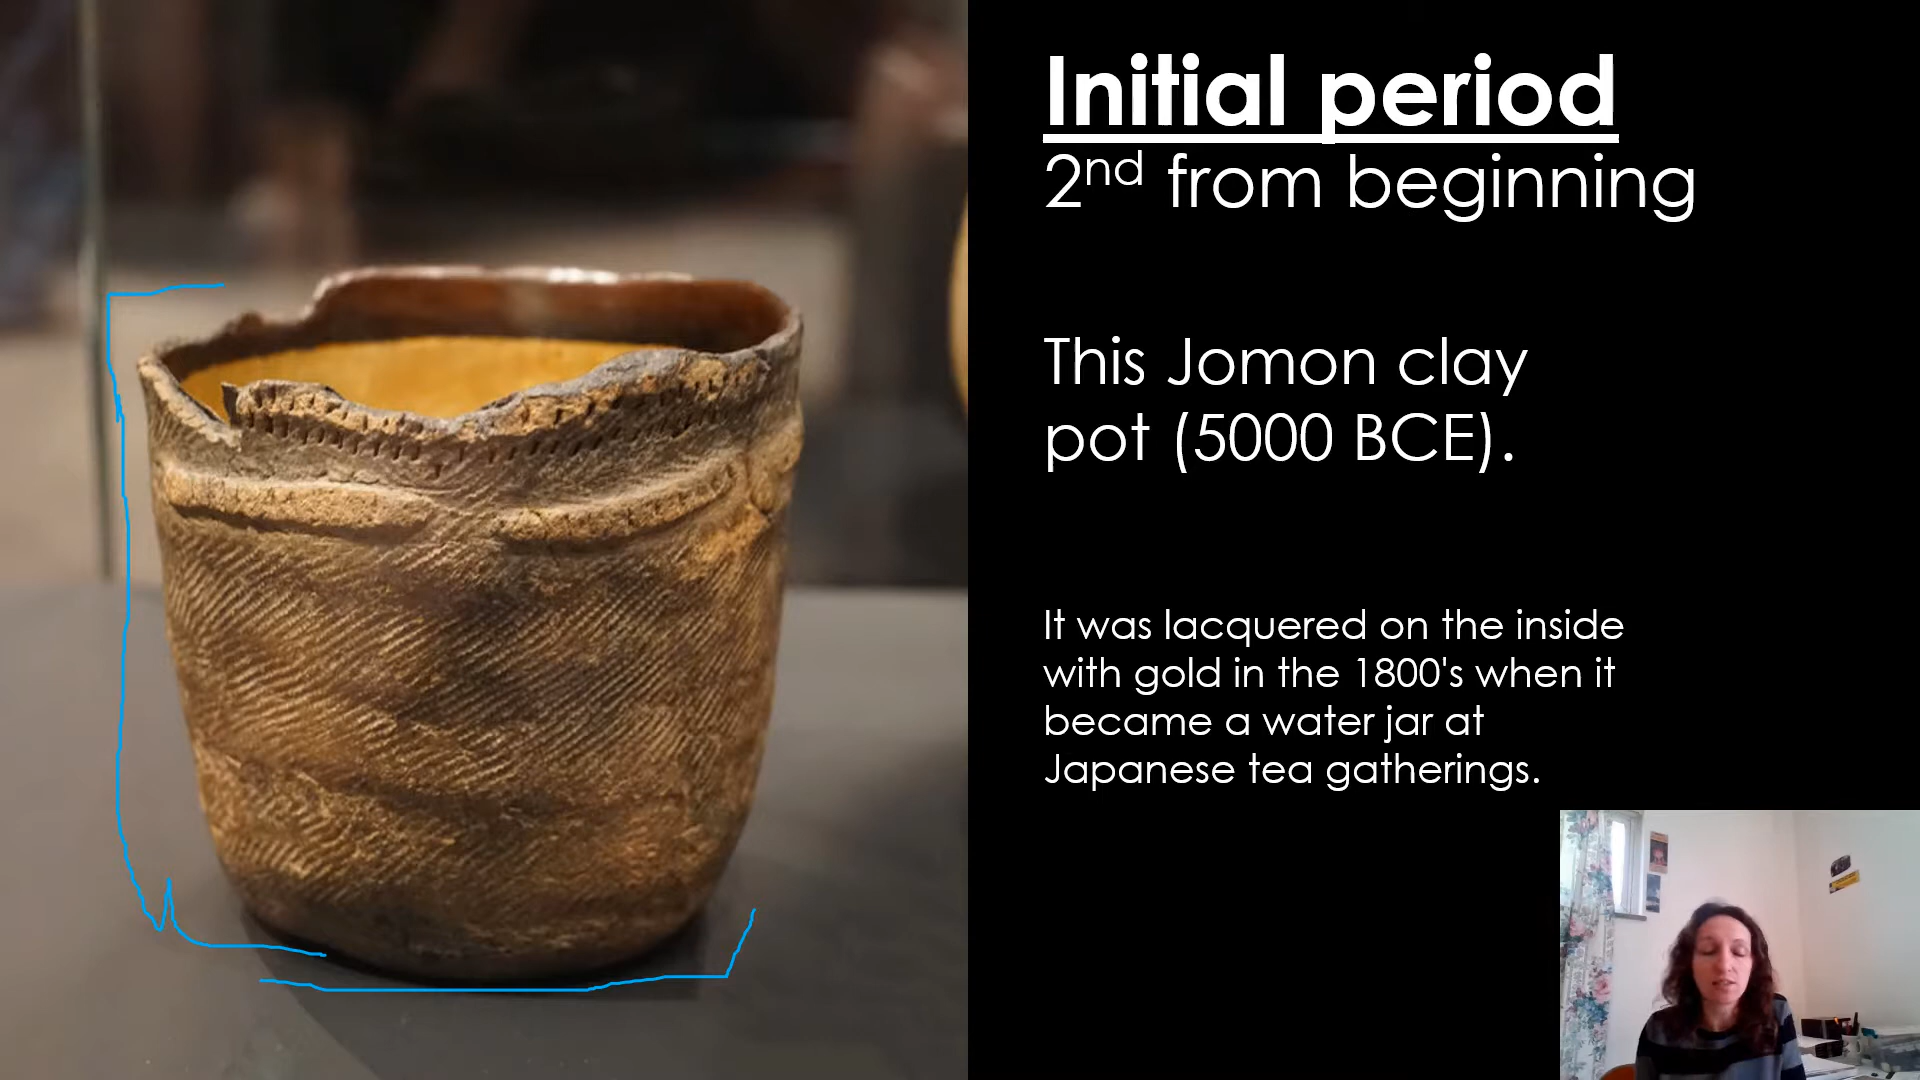 Initial period
2nd from beginning
This Jomon clay
pot (5000 BCE).
It was lacquered on the inside
with gold in the 1800's when it
became a water jar at
Japanese tea gatherings.